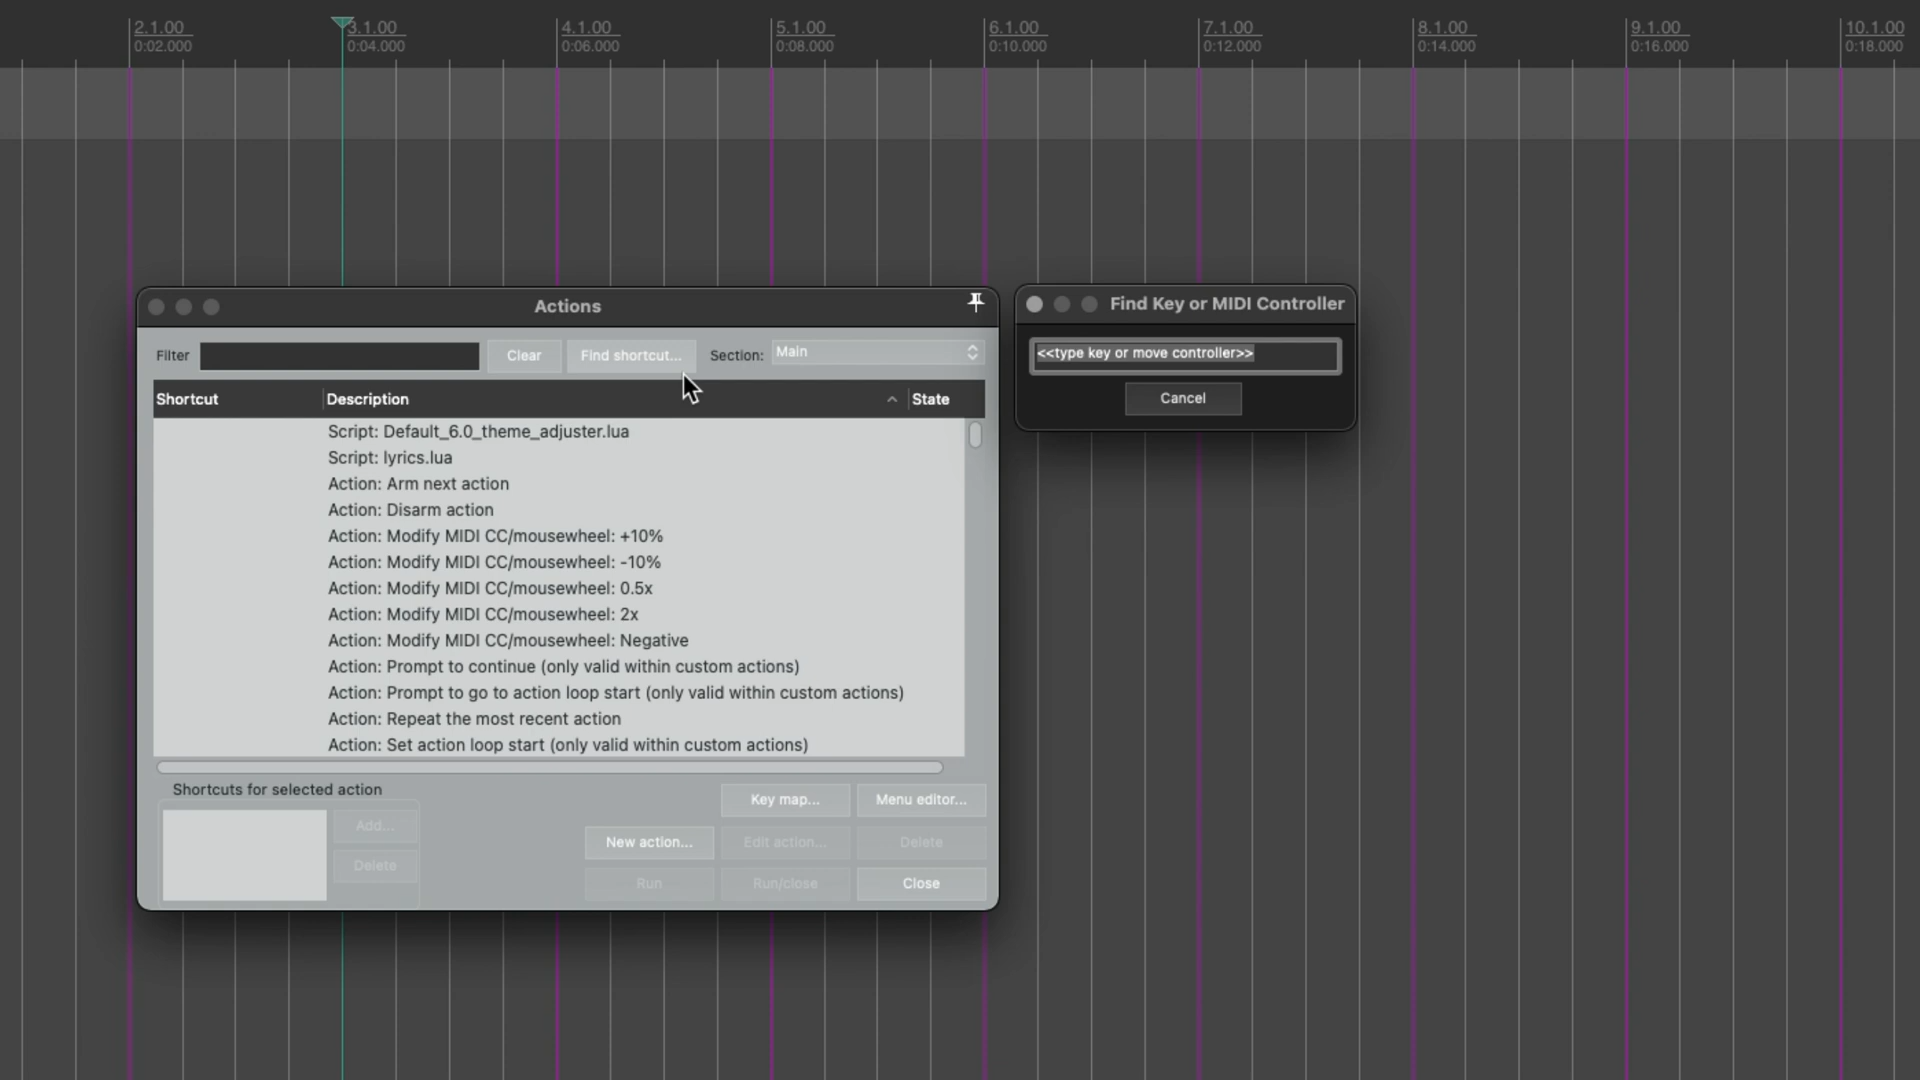 2.1.00 3.1.00 4.1.00 5.1.00 6.1.00 7.1.00 8.1.00 9.1.00 10.1.00
0:02.000 0:04.000 0:06.000 0:08.000 0:10.000 0:12.000 0:14.000 0:16.000 0:18.000
Actions
Filter Clear Find shortcut... Section: Main
Shortcut Description State
Script: Default_6.0_theme_adjuster.lua
Script: lyrics.lua
Action: Arm next action
Action: Disarm action
Action: Modify MIDI CC/mousewheel: +10%
Action: Modify MIDI CC/mousewheel: -10%
Action: Modify MIDI CC/mousewheel: 0.5x
Action: Modify MIDI CC/mousewheel: 2x
Action: Modify MIDI CC/mousewheel: Negative
Action: Prompt to continue (only valid within custom actions)
Action: Prompt to go to action loop start (only valid within custom actions)
Action: Repeat the most recent action
Action: Set action loop start (only valid within custom actions)
Shortcuts for selected action
Add...
Delete
Key map... Menu editor...
New action... Edit action... Delete
Run Run/close Close
Find Key or MIDI Controller
<<type key or move controller>>
Cancel